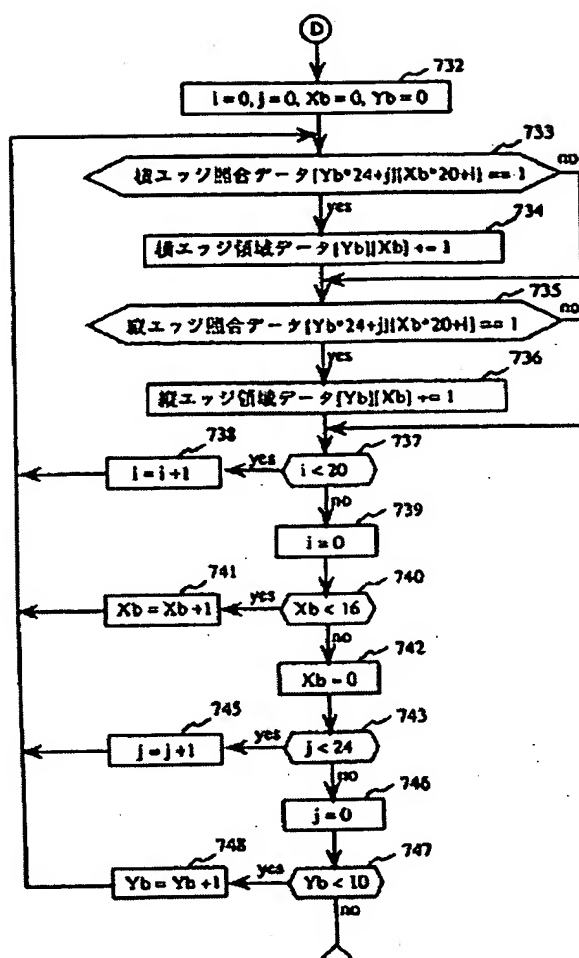 D
732
i=0, j=0, Xb=0, Yb=0
733
横エッジ照合データ[Yb*24+j][Xb*20+i] == 1
no
yes
734
横エッジ領域データ[Yb][Xb] += 1
735
縦エッジ照合データ[Yb*24+j][Xb*20+i] == 1
no
yes
736
縦エッジ領域データ[Yb][Xb] += 1
738
737
i = i+1
yes
i < 20
no
739
i = 0
741
740
Xb = Xb+1
yes
Xb < 16
no
742
Xb = 0
745
743
j = j+1
yes
j < 24
no
746
j = 0
748
747
Yb = Yb+1
yes
Yb < 10
no